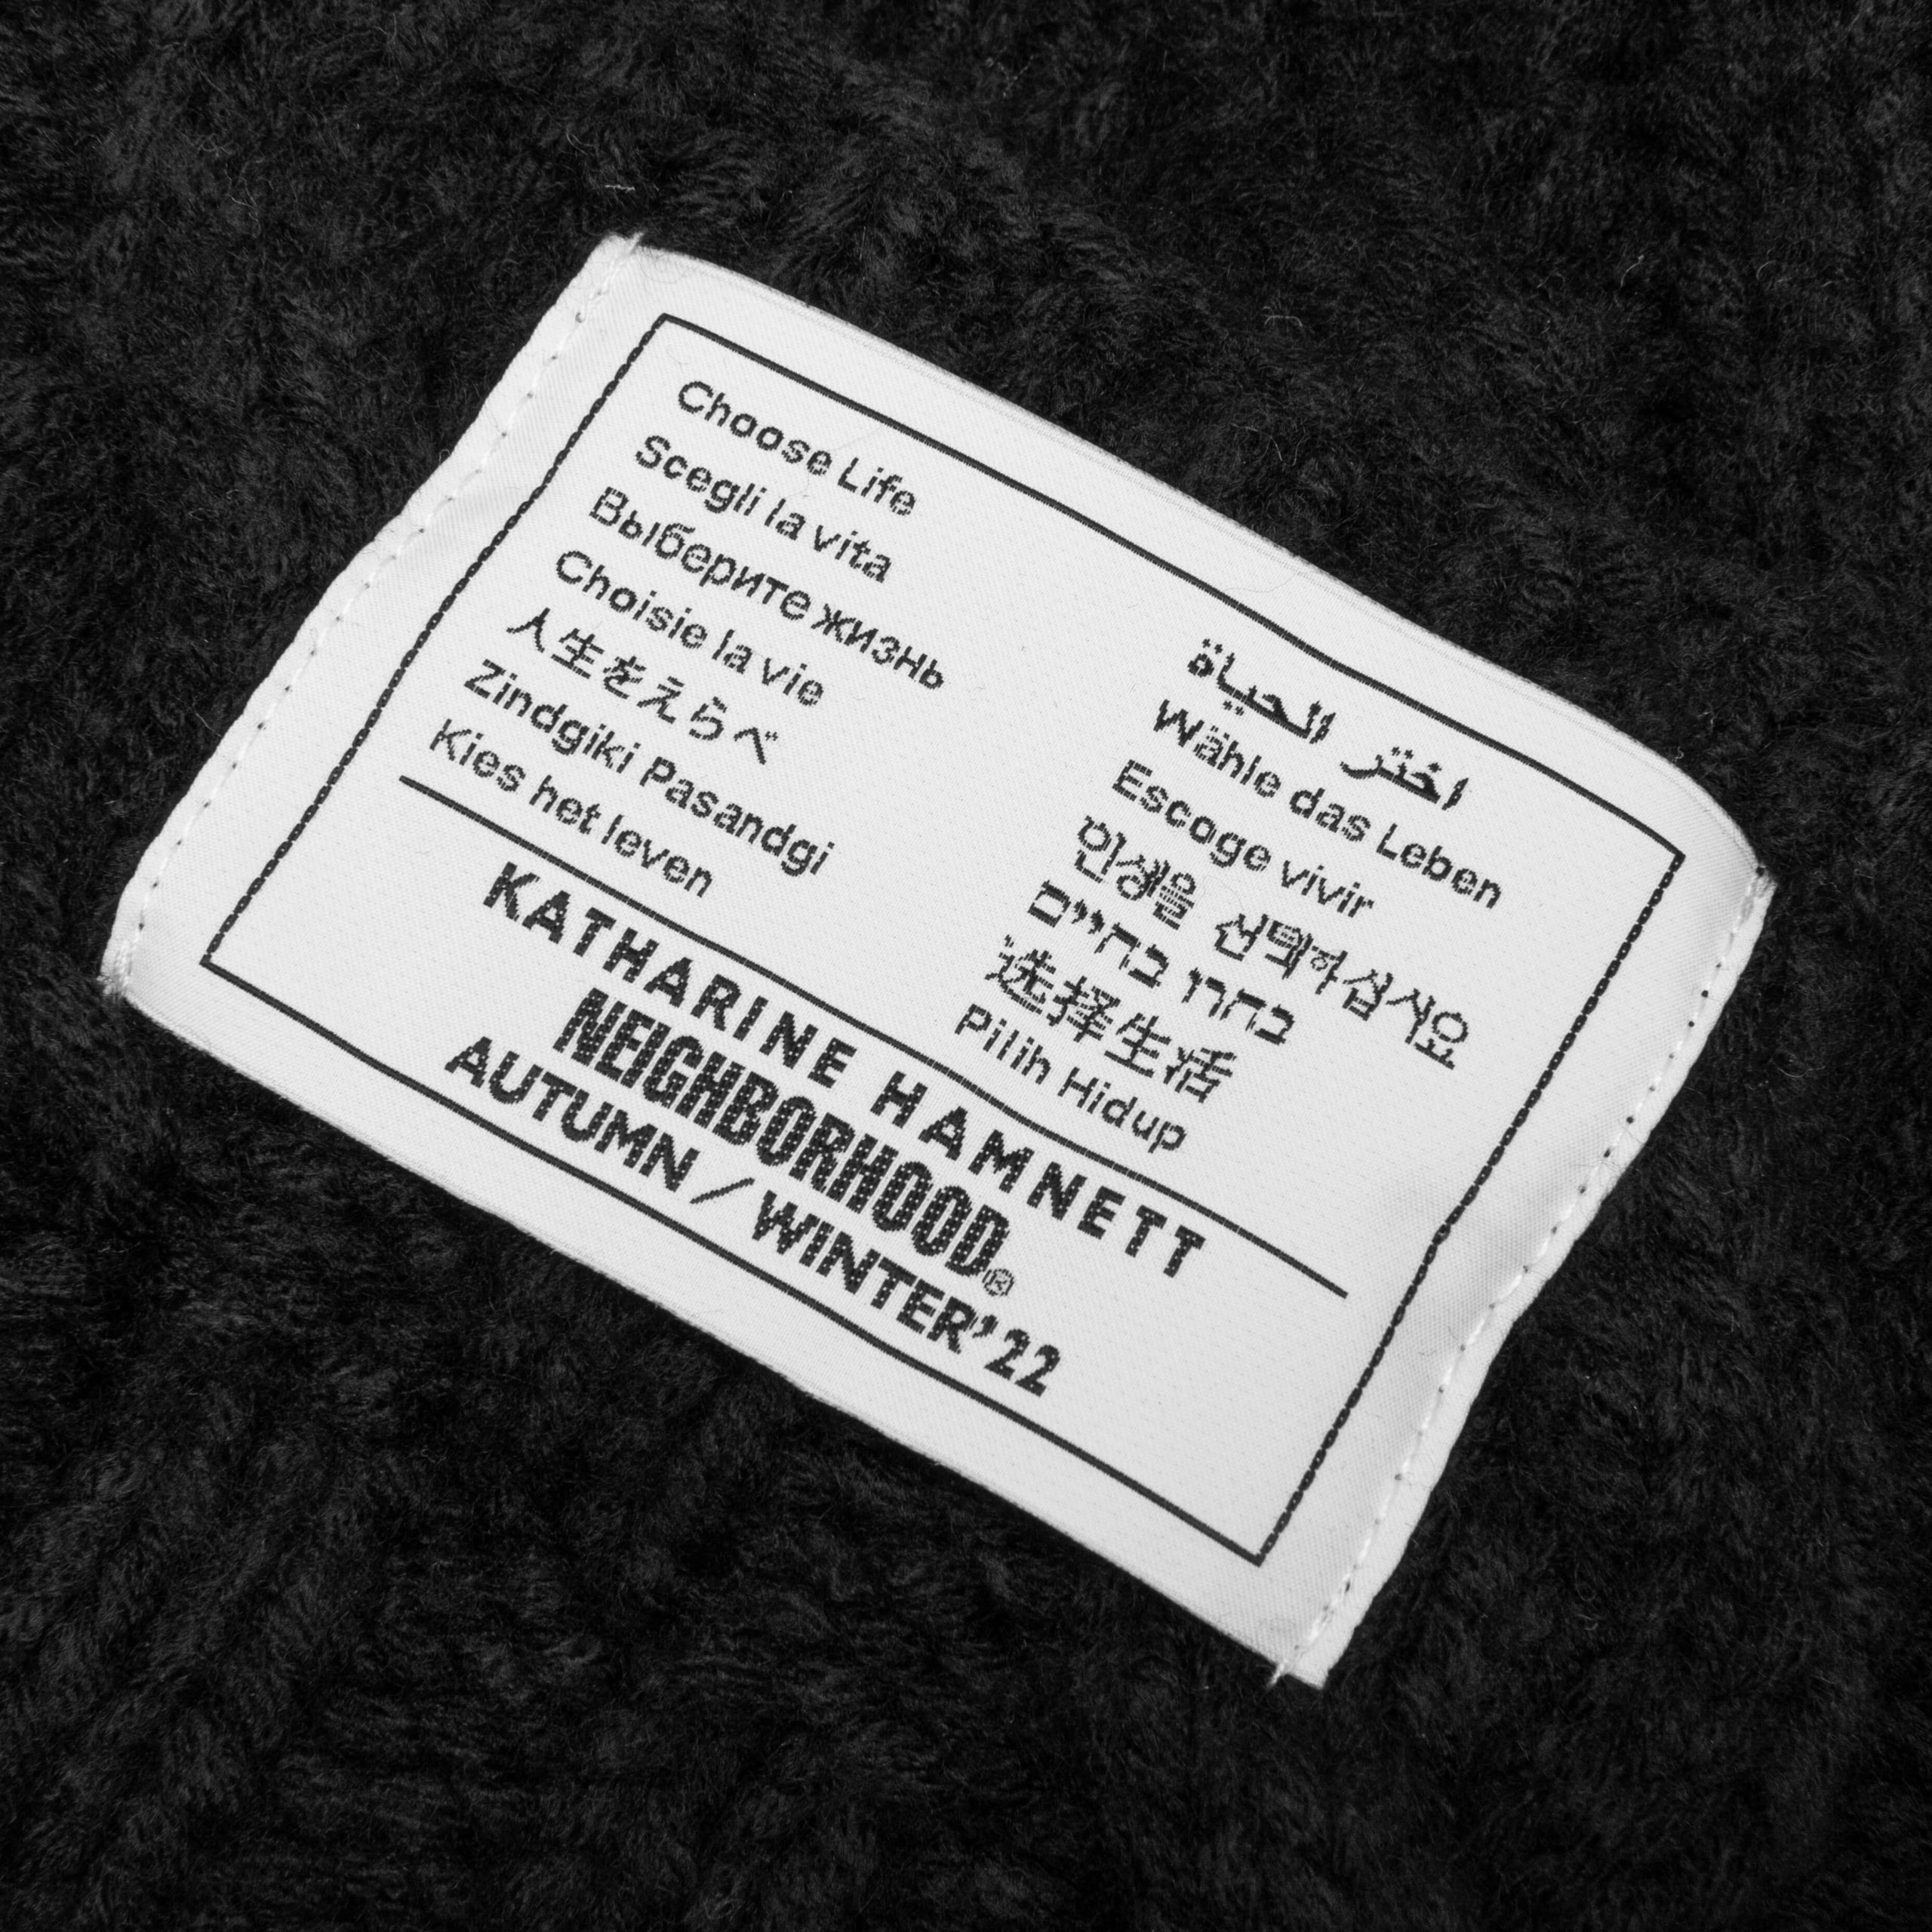 Choose Life
Scegli la vita
Выберите жизнь
Choisie la vie
人生をえらべ
Zindgiki Pasandgi
Kies het leven
اختر الحياة
Wähle das Leben
Escoge vivir
인생을 선택하십시오
בחרו בחיים
选择生活
Pilih Hidup
KATHARINE HAMNETT
NEIGHBORHOOD®
AUTUMN/WINTER'22